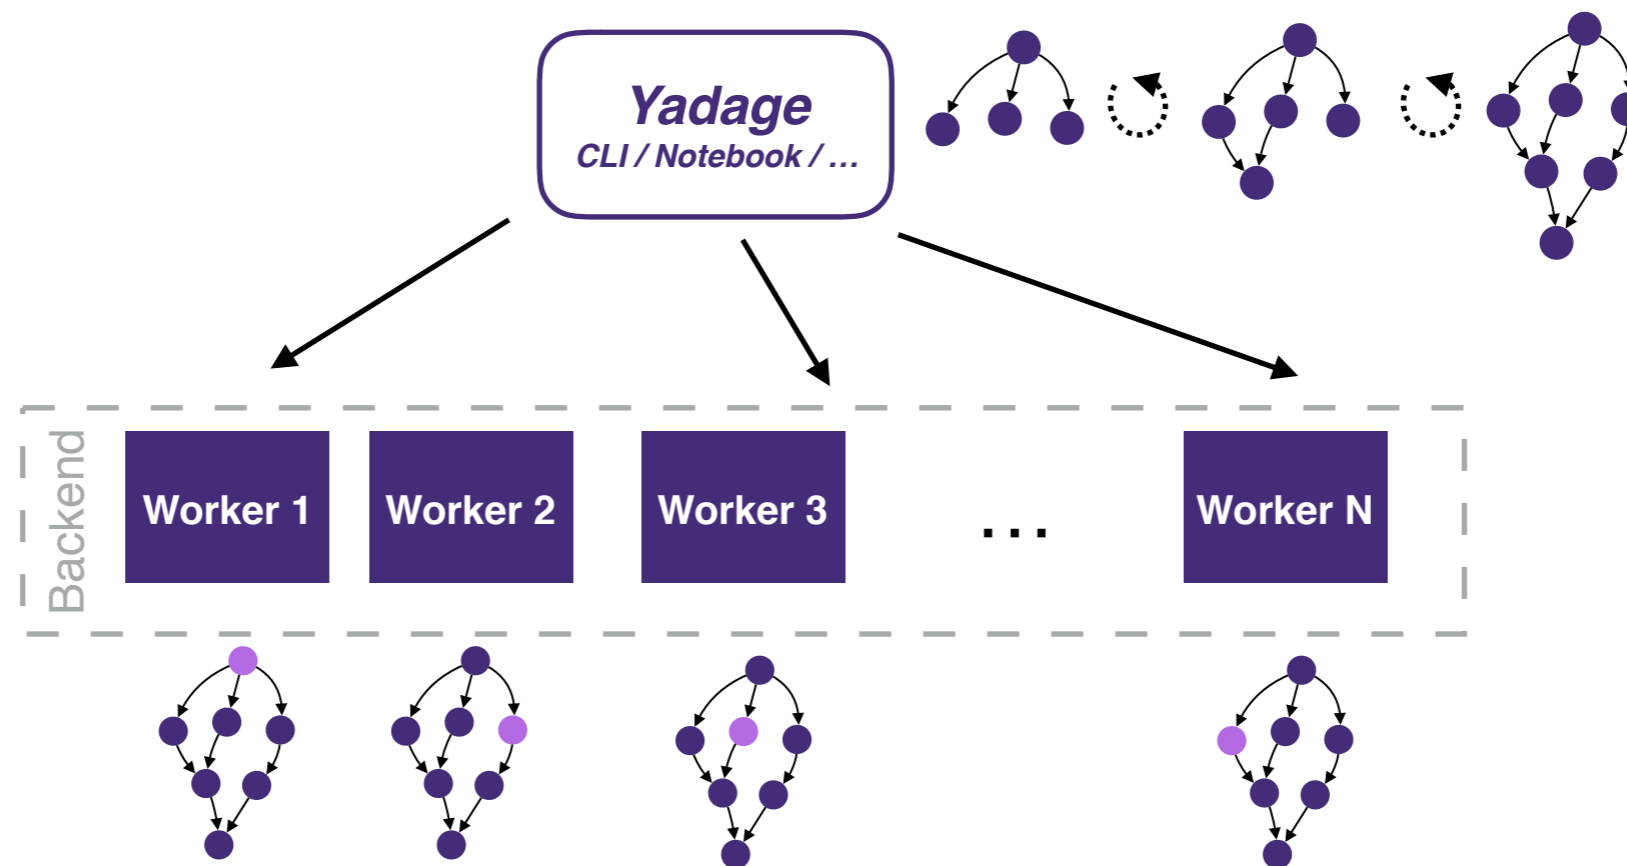 Yadage
CLI / Notebook / …
Backend
Worker 1
Worker 2
Worker 3
...
Worker N